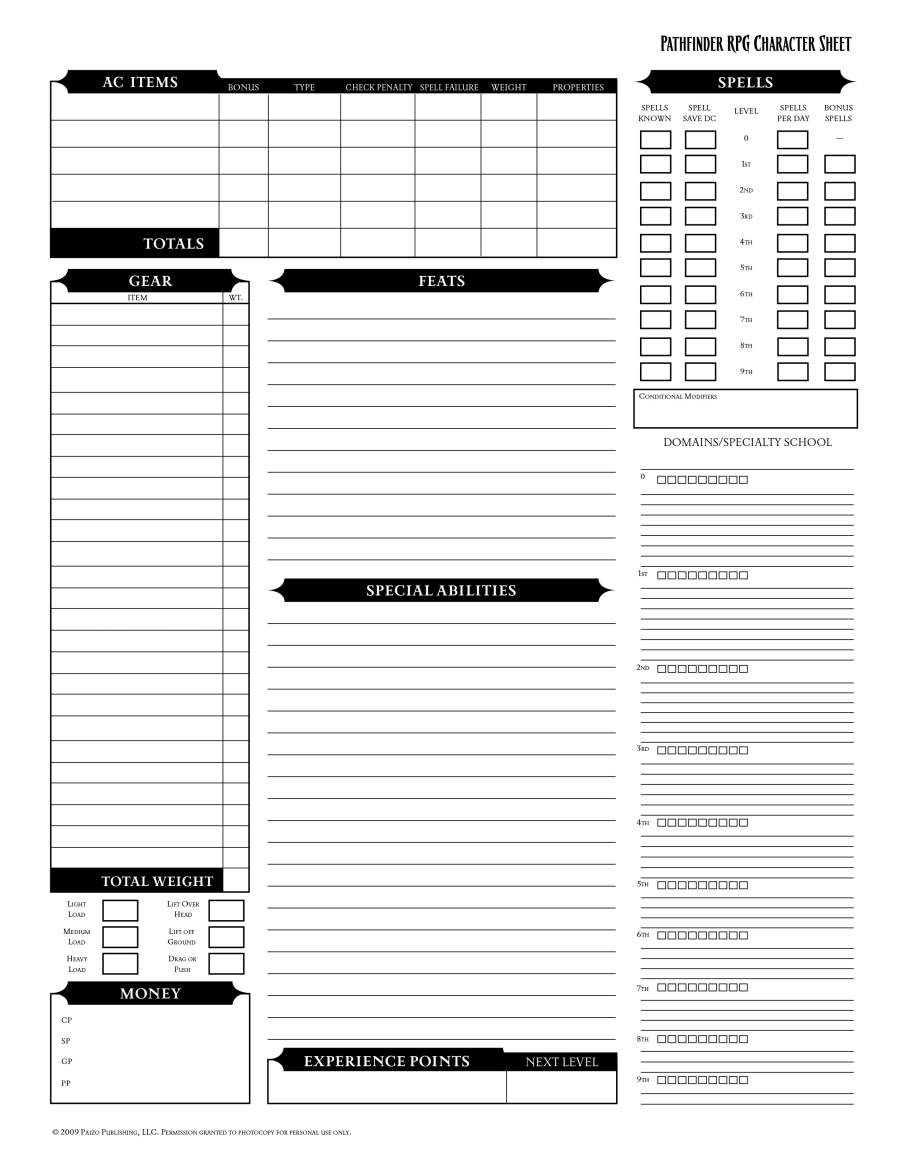 PATHFINDER RPG CHARACTER SHEET
AC ITEMS
BONUS TYPE CHECK PENALTY SPELL FAILURE WEIGHT PROPERTIES
TOTALS
GEAR
ITEM WT.
TOTAL WEIGHT
LIGHT LOAD
LIFT OVER HEAD
MEDIUM LOAD
LIFT OFF GROUND
HEAVY LOAD
DRAG OR PUSH
MONEY
CP
SP
GP
PP
FEATS
SPECIAL ABILITIES
EXPERIENCE POINTS NEXT LEVEL
SPELLS
SPELLS KNOWN
SPELL SAVE DC
LEVEL
SPELLS PER DAY
BONUS SPELLS
0 —
1ST
2ND
3RD
4TH
5TH
6TH
7TH
8TH
9TH
CONDITIONAL MODIFIERS
DOMAINS/SPECIALTY SCHOOL
0
1ST
2ND
3RD
4TH
5TH
6TH
7TH
8TH
9TH
© 2009 PAIZO PUBLISHING, LLC. PERMISSION GRANTED TO PHOTOCOPY FOR PERSONAL USE ONLY.